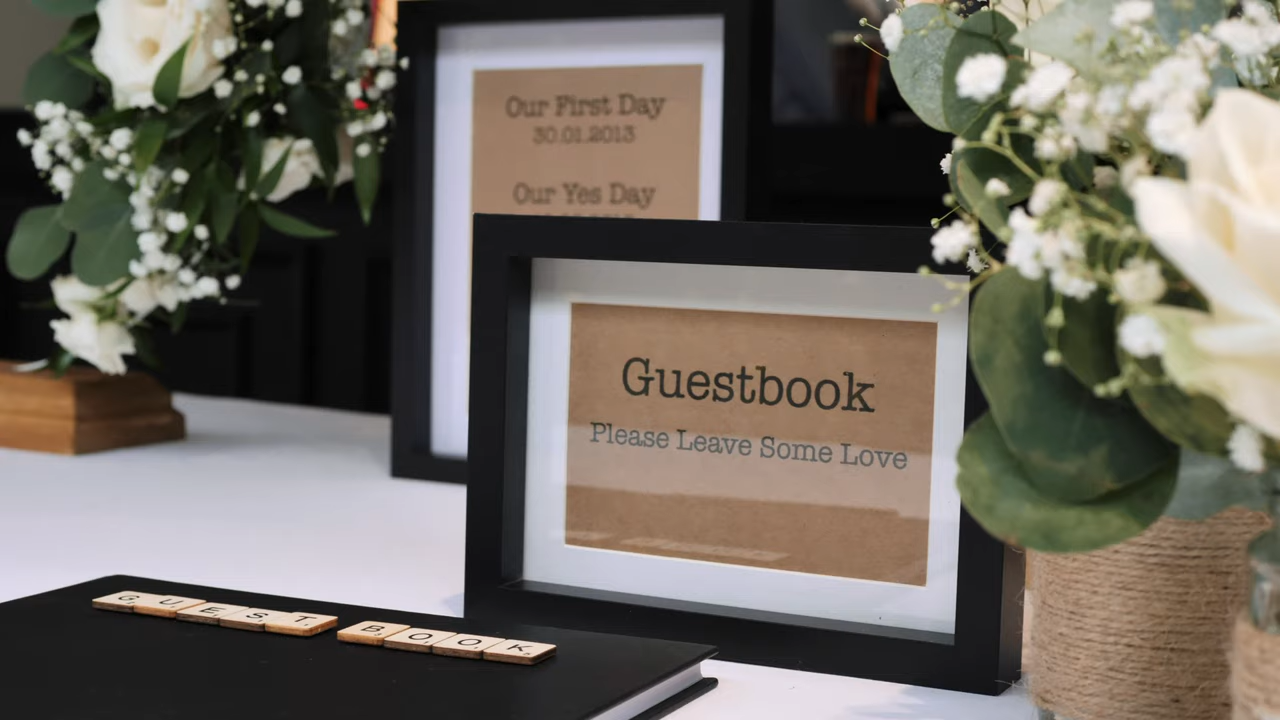 Our First Day
30.01.2013
Our Yes Day
Guestbook
Please Leave Some Love
GUEST BOOK